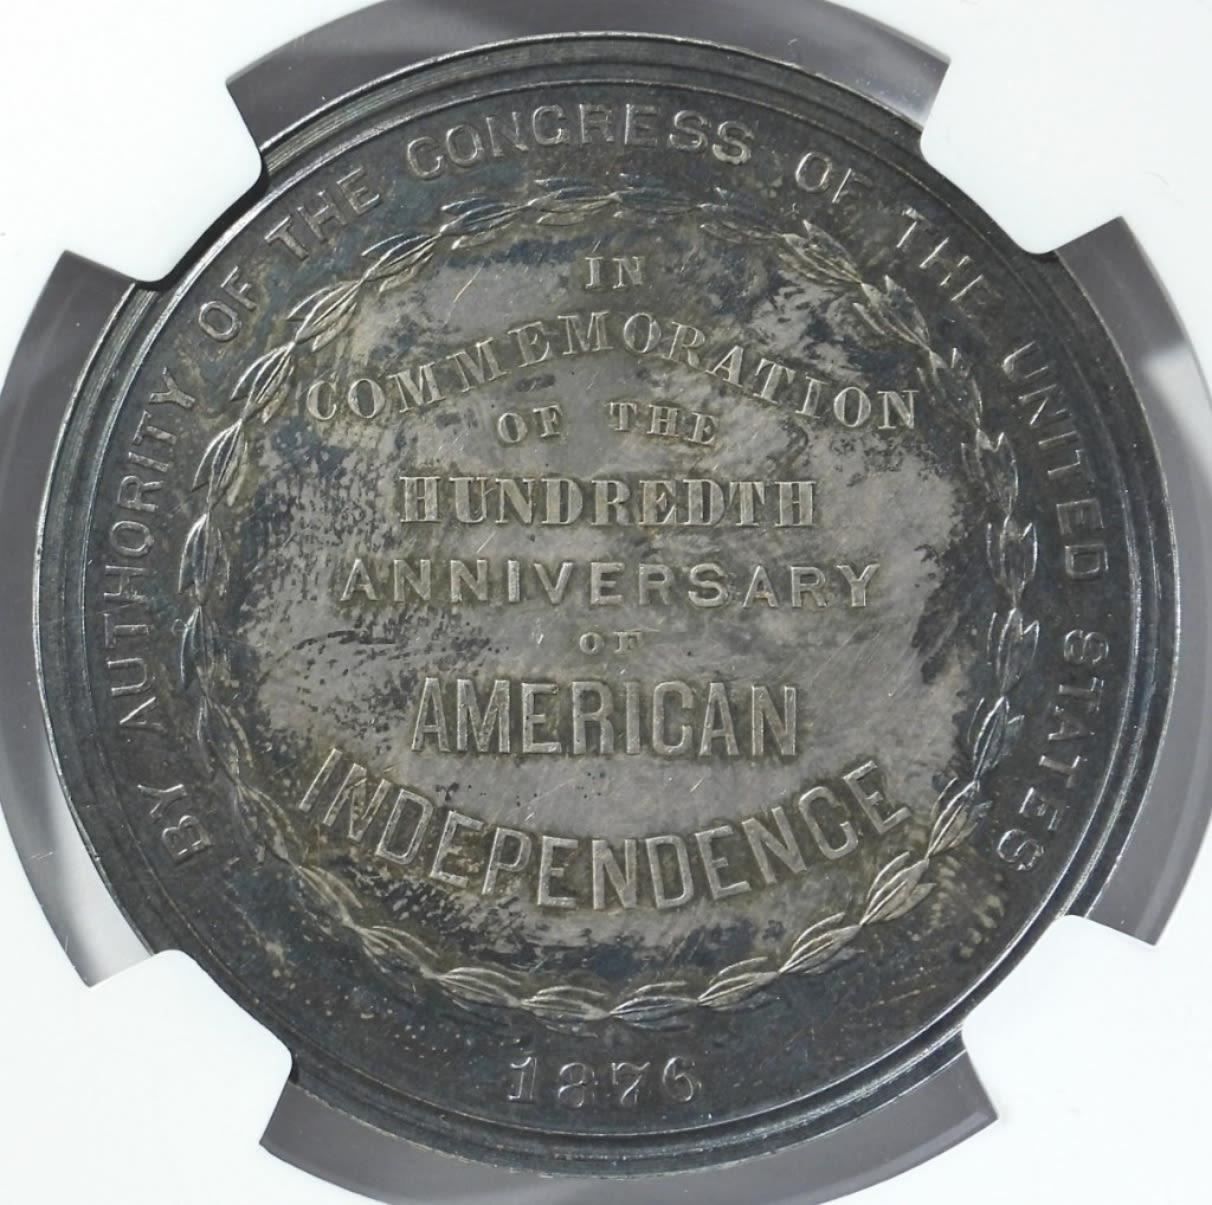 BY AUTHORITY OF THE CONGRESS OF THE UNITED STATES
IN
COMMEMORATION
OF THE
HUNDREDTH
ANNIVERSARY
OF
AMERICAN
INDEPENDENCE
1876